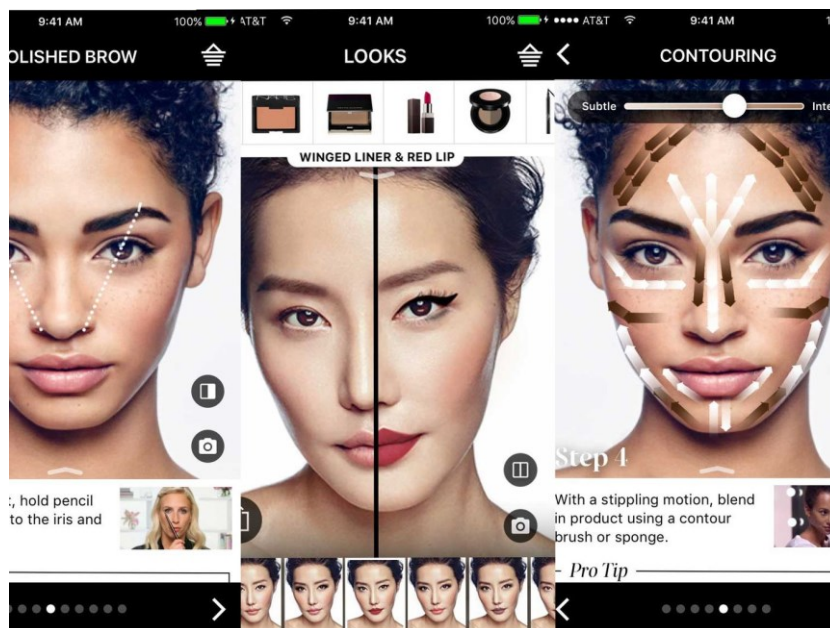 9:41 AM
100%
OLISHED BROW
t, hold pencil
to the iris and
AT&T
9:41 AM
100%
LOOKS
WINGED LINER & RED LIP
AT&T
9:41 AM
CONTOURING
Subtle
Inte
Step 4
With a stippling motion, blend
in product using a contour
brush or sponge.
Pro Tip